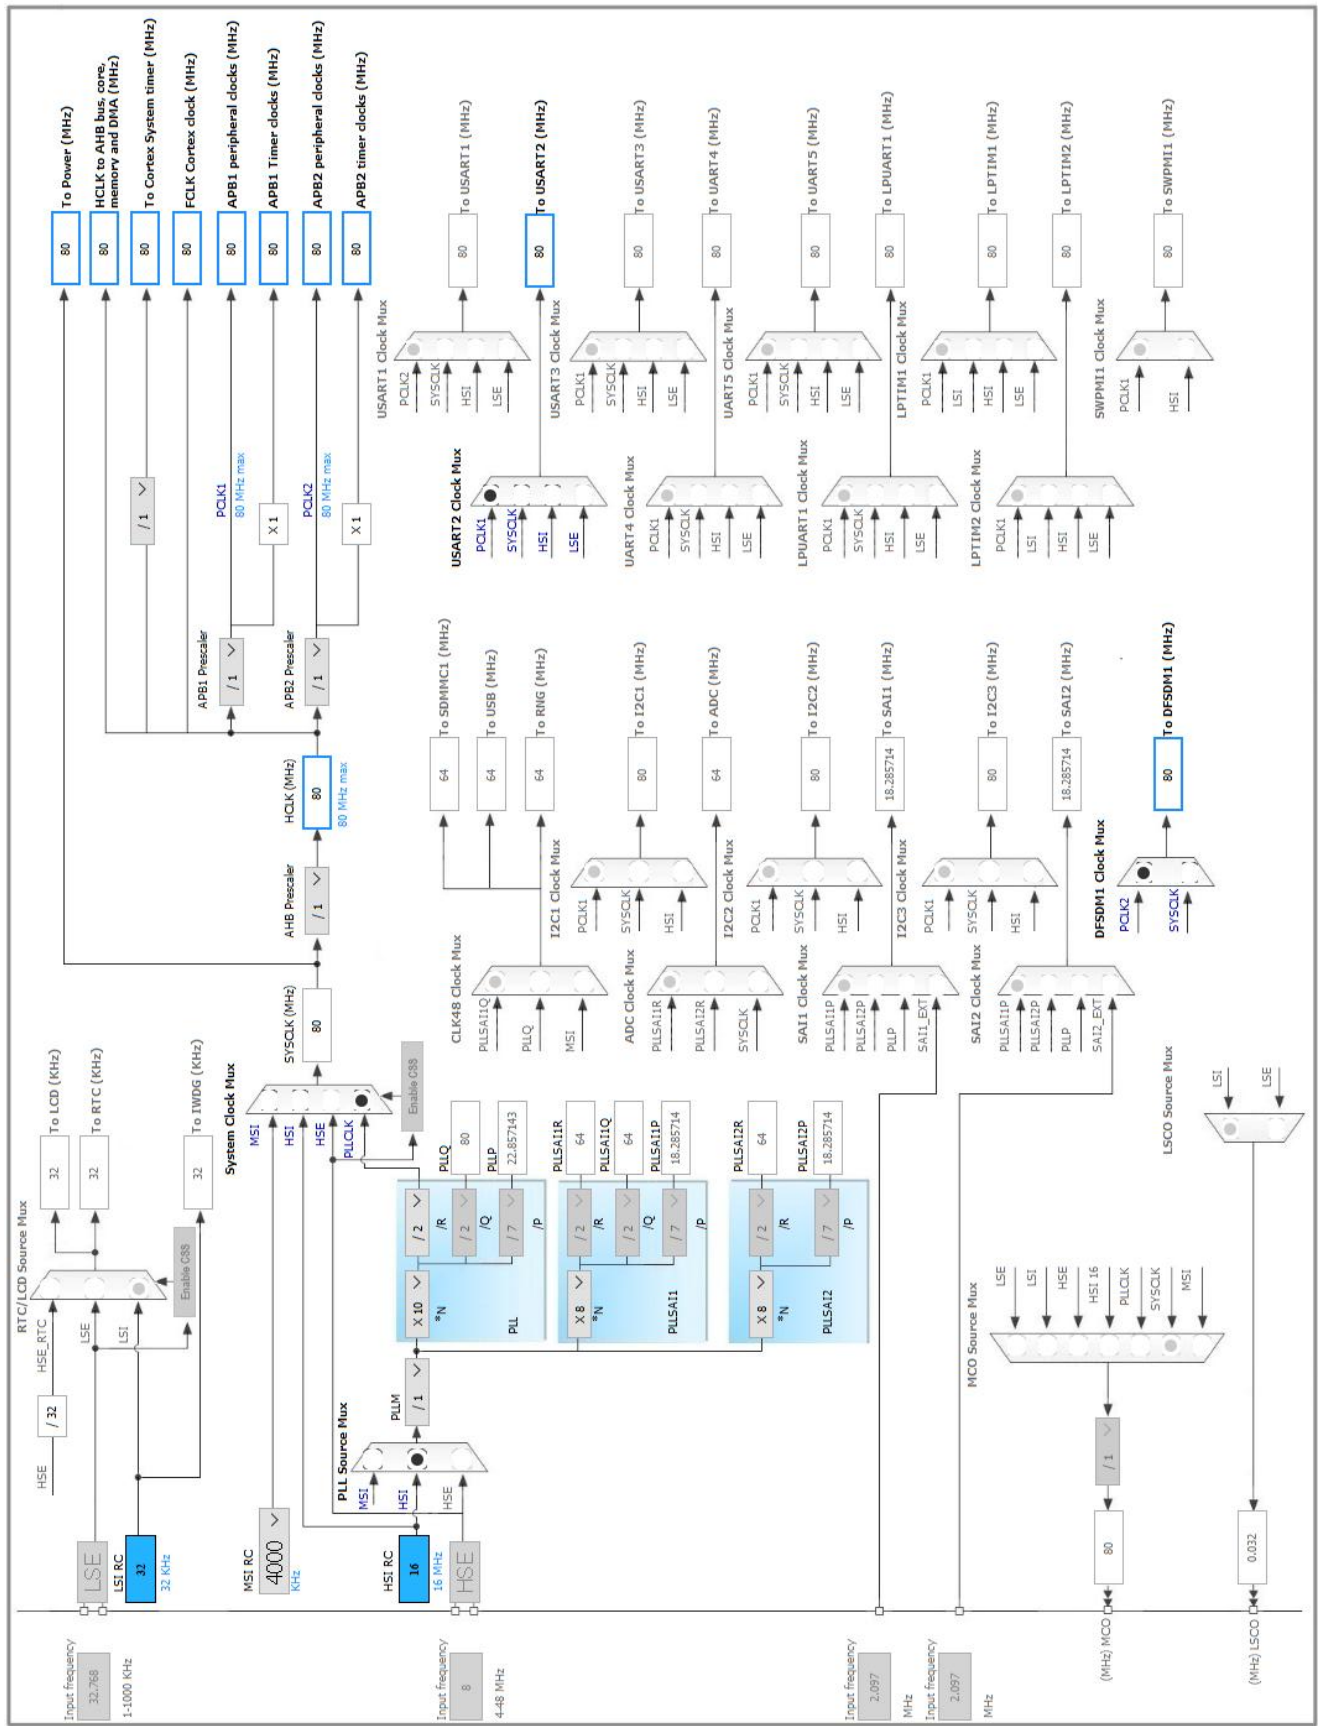 Input frequency
32.768
1-1000 KHz
LSE
LSI RC
32
32 KHz
HSE
/ 32
HSE_RTC
LSE
LSI
RTC/LCD Source Mux
Enable CSS
32
To LCD (KHz)
32
To RTC (KHz)
32
To IWDG (KHz)
MSI RC
4000
KHz
HSI RC
16
16 MHz
HSE
Input frequency
8
4-48 MHz
PLL Source Mux
MSI
HSI
HSE
PLLM
/ 1
X 10
*N
PLL
/ 2
/R
/ 2
/Q
/ 7
/P
PLLQ
80
PLLP
22.857143
X 8
*N
PLLSAI1
/ 2
/R
/ 2
/Q
/ 7
/P
PLLSAI1R
64
PLLSAI1Q
64
PLLSAI1P
18.285714
X 8
*N
PLLSAI2
/ 2
/R
/ 7
/P
PLLSAI2R
64
PLLSAI2P
18.285714
System Clock Mux
MSI
HSI
HSE
PLLCLK
Enable CSS
SYSCLK (MHz)
80
AHB Prescaler
/ 1
HCLK (MHz)
80
80 MHz max
APB1 Prescaler
/ 1
APB2 Prescaler
/ 1
/ 1
PCLK1
80 MHz max
X 1
PCLK2
80 MHz max
X 1
80
To Power (MHz)
80
HCLK to AHB bus, core,
memory and DMA (MHz)
80
To Cortex System timer (MHz)
80
FCLK Cortex clock (MHz)
80
APB1 peripheral clocks (MHz)
80
APB1 Timer clocks (MHz)
80
APB2 peripheral clocks (MHz)
80
APB2 timer clocks (MHz)
CLK48 Clock Mux
PLLSAI1Q
PLLQ
MSI
64
To SDMMC1 (MHz)
64
To USB (MHz)
64
To RNG (MHz)
I2C1 Clock Mux
PCLK1
SYSCLK
HSI
80
To I2C1 (MHz)
ADC Clock Mux
PLLSAI1R
PLLSAI2R
SYSCLK
64
To ADC (MHz)
I2C2 Clock Mux
PCLK1
SYSCLK
HSI
80
To I2C2 (MHz)
SAI1 Clock Mux
PLLSAI1P
PLLSAI2P
PLLP
SAI1_EXT
18.285714
To SAI1 (MHz)
I2C3 Clock Mux
PCLK1
SYSCLK
HSI
80
To I2C3 (MHz)
SAI2 Clock Mux
PLLSAI1P
PLLSAI2P
PLLP
SAI2_EXT
18.285714
To SAI2 (MHz)
DFSDM1 Clock Mux
PCLK2
SYSCLK
80
To DFSDM1 (MHz)
USART1 Clock Mux
PCLK2
SYSCLK
HSI
LSE
80
To USART1 (MHz)
USART2 Clock Mux
PCLK1
SYSCLK
HSI
LSE
80
To USART2 (MHz)
USART3 Clock Mux
PCLK1
SYSCLK
HSI
LSE
80
To USART3 (MHz)
UART4 Clock Mux
PCLK1
SYSCLK
HSI
LSE
80
To UART4 (MHz)
UART5 Clock Mux
PCLK1
SYSCLK
HSI
LSE
80
To UART5 (MHz)
LPUART1 Clock Mux
PCLK1
SYSCLK
HSI
LSE
80
To LPUART1 (MHz)
LPTIM1 Clock Mux
PCLK1
LSI
HSI
LSE
80
To LPTIM1 (MHz)
LPTIM2 Clock Mux
PCLK1
LSI
HSI
LSE
80
To LPTIM2 (MHz)
SWPMI1 Clock Mux
PCLK1
HSI
80
To SWPMI1 (MHz)
Input frequency
2.097
MHz
Input frequency
2.097
MHz
MCO Source Mux
LSE
LSI
HSE
HSI 16
PLLCLK
SYSCLK
MSI
/ 1
80
(MHz) MCO
LSCO Source Mux
LSI
LSE
0.032
(MHz) LSCO